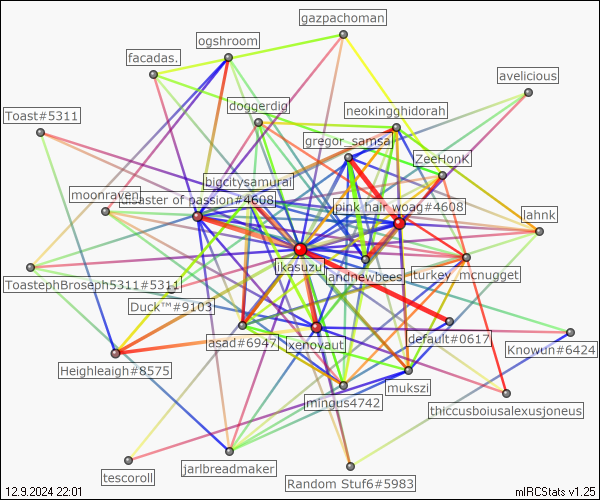 gazpachoman
ogshroom
facadas.
avelicious
doggerdig
neokingghidorah
Toast#5311
gregor_samsa
ZeeHonK
bigcitysamurai
moonraven
aster of passion#4608
pink hair woag#4608
lahnk
ikasuzu
andnewbees
turkey_mcnugget
ToastephBroseph5311#5311
Duck™#9103
asad#6947
xenoyaut
default#0617
Knowun#6424
Heighleaigh#8575
mukszi
mingus4742
thiccusboiusalexusjoneus
tescoroll
jarlbreadmaker
Random Stuf6#5983
12.9.2024 22:01
mIRCStats v1.25